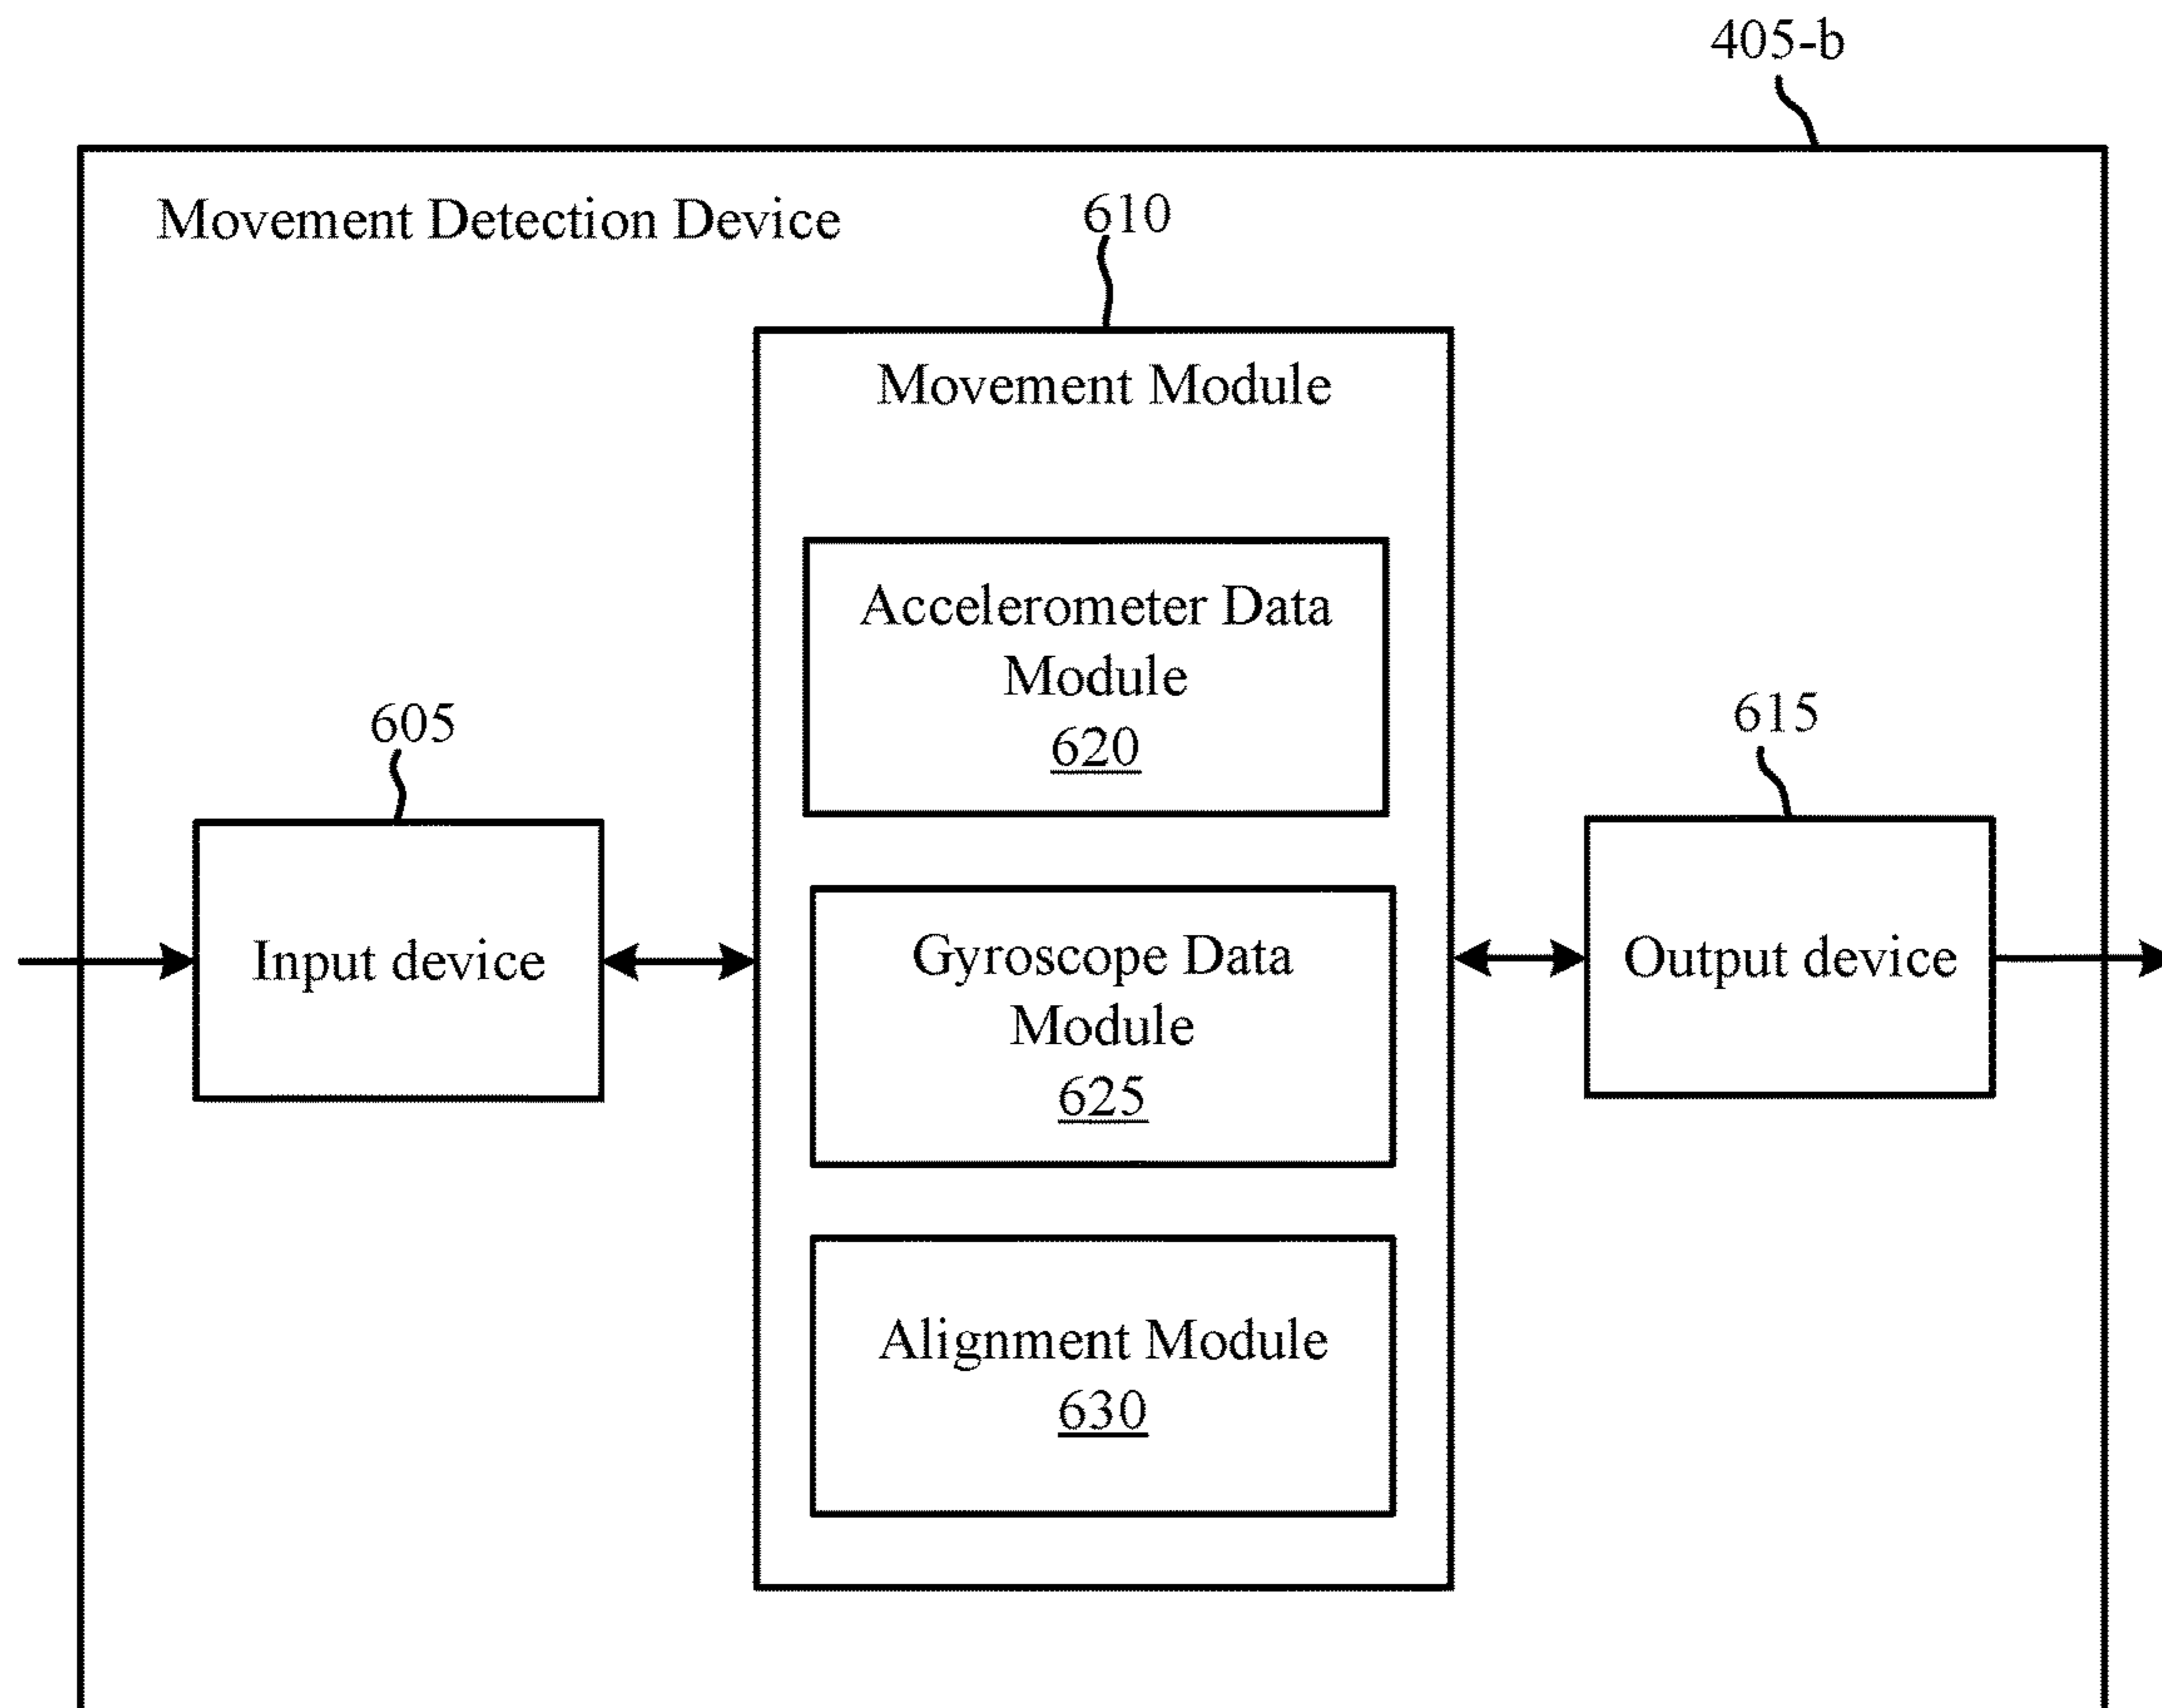 405-b
Movement Detection Device
610
Movement Module
Accelerometer Data
Module
620
605
615
Input device
Gyroscope Data
Module
625
Output device
Alignment Module
630